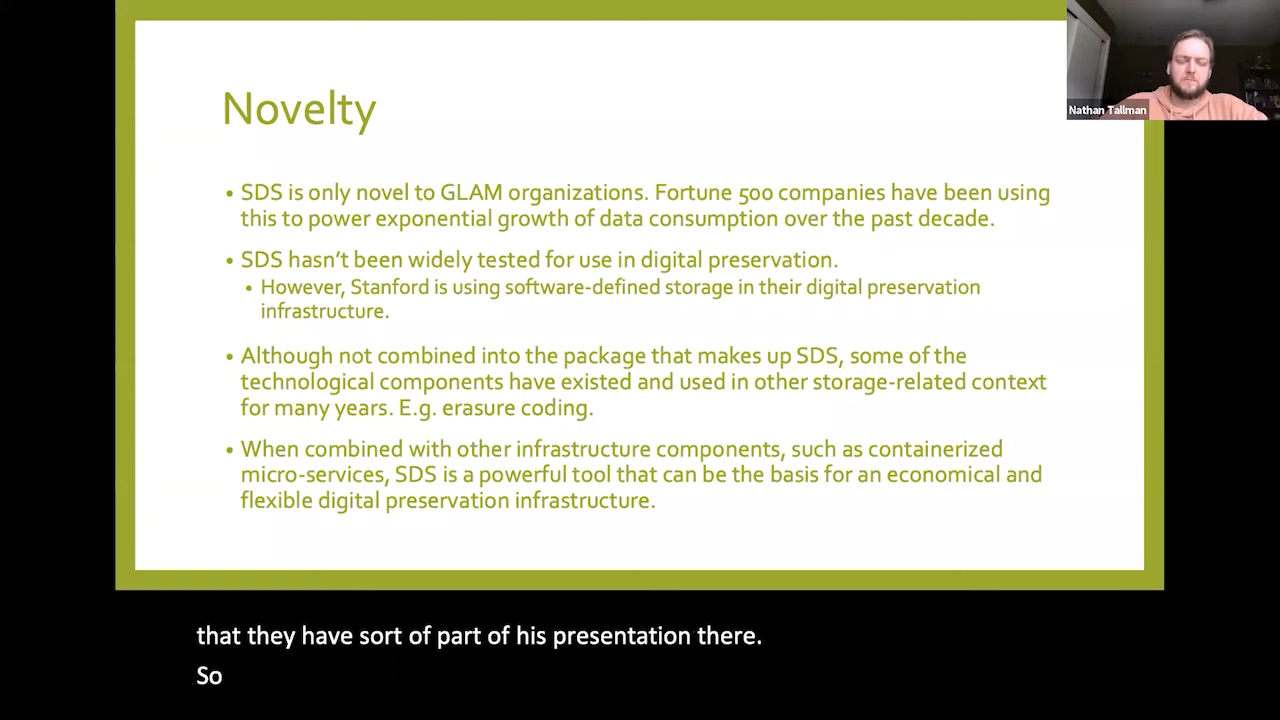 Novelty
Nathan Tallman
• SDS is only novel to GLAM organizations. Fortune 500 companies have been using
this to power exponential growth of data consumption over the past decade.
• SDS hasn't been widely tested for use in digital preservation.
• However, Stanford is using software-defined storage in their digital preservation
infrastructure.
• Although not combined into the package that makes up SDS, some of the
technological components have existed and used in other storage-related context
for many years. E.g. erasure coding.
• When combined with other infrastructure components, such as containerized
micro-services, SDS is a powerful tool that can be the basis for an economical and
flexible digital preservation infrastructure.
that they have sort of part of his presentation there.
So